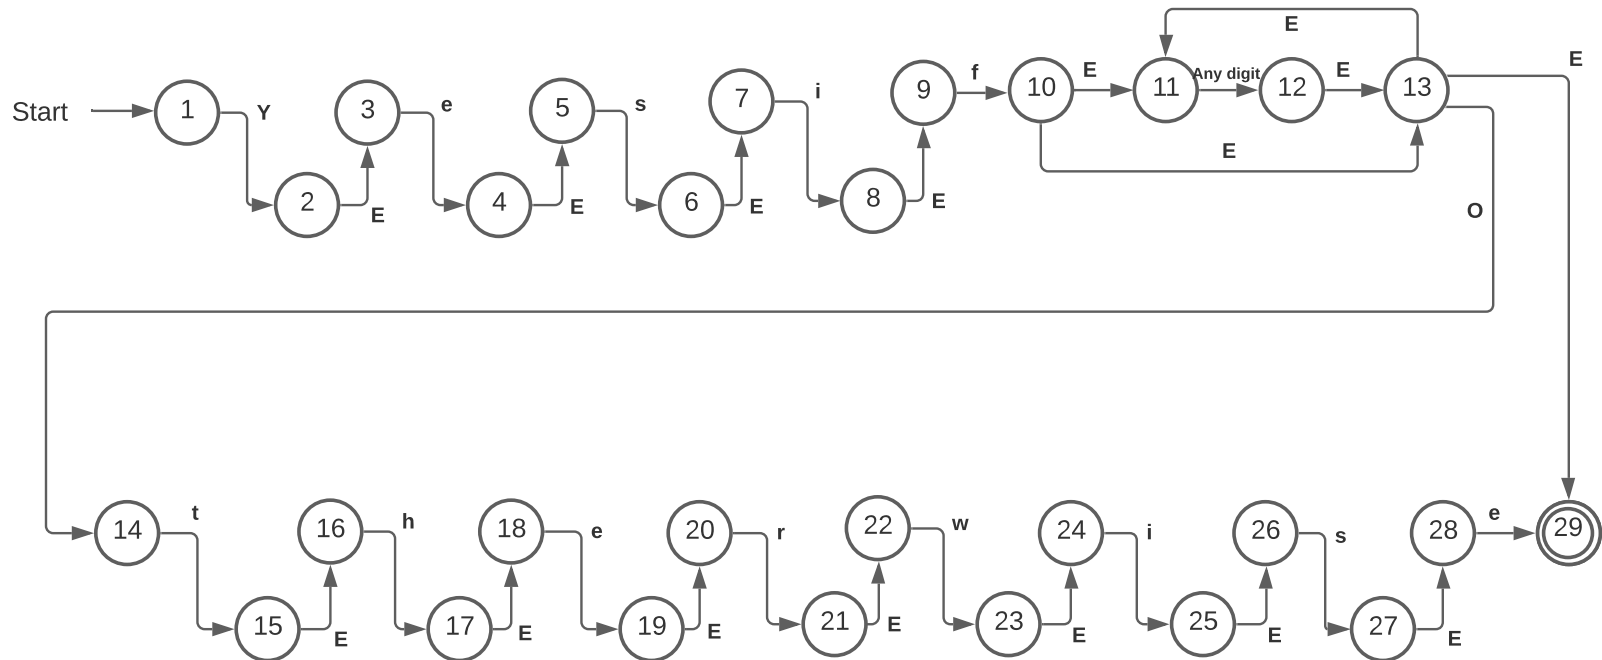 Start 1 Y 2 E 3 e 4 E 5 s 6 E 7 i 8 E 9 f 10 E 11 Any digit 12 E 13 E
E
E
O
14 t 15 E 16 h 17 E 18 e 19 E 20 r 21 E 22 w 23 E 24 i 25 E 26 s 27 E 28 e 29